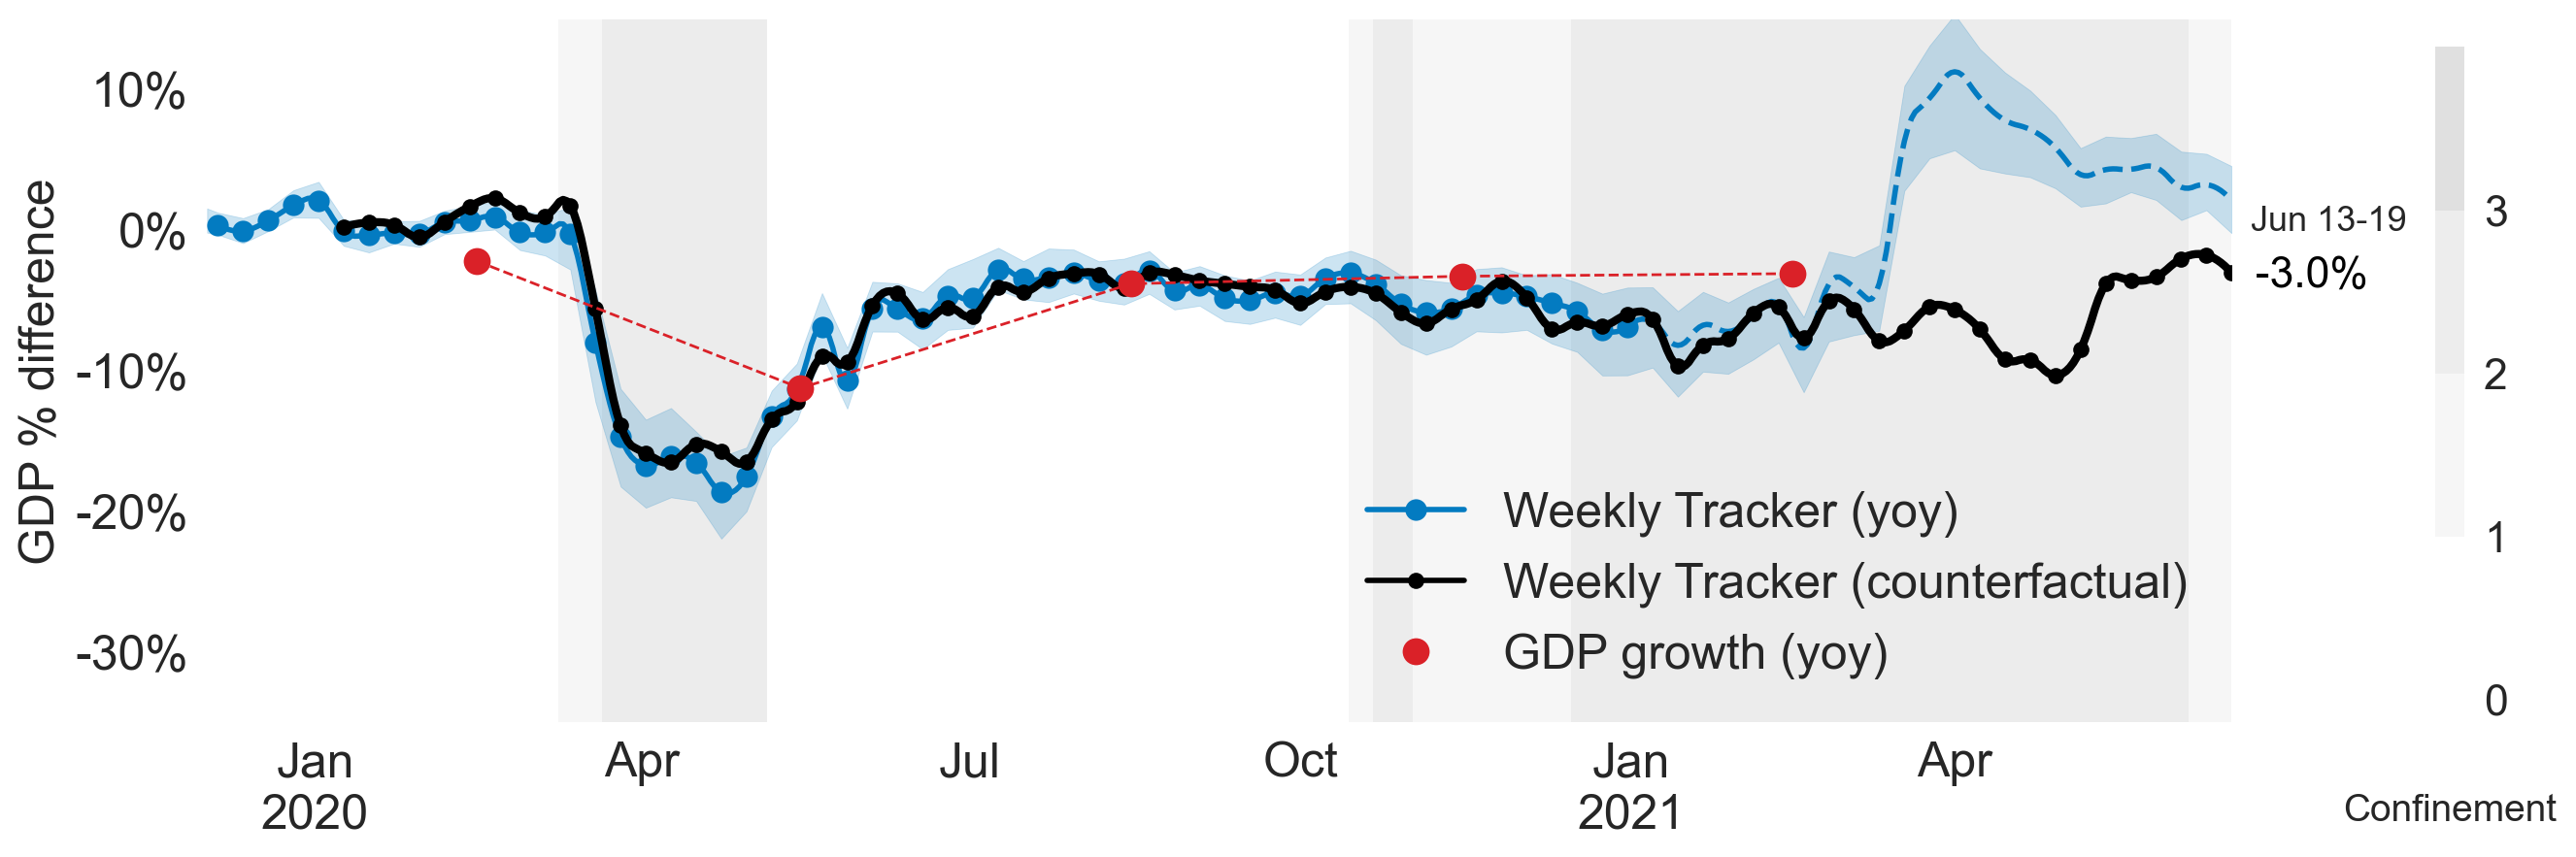 GDP % difference
10%
0%
-10%
-20%
-30%
Jan
2020
Apr
Jul
Oct
Jan
2021
Apr
Weekly Tracker (yoy)
Weekly Tracker (counterfactual)
GDP growth (yoy)
Jun 13-19
-3.0%
3
2
1
0
Confinement